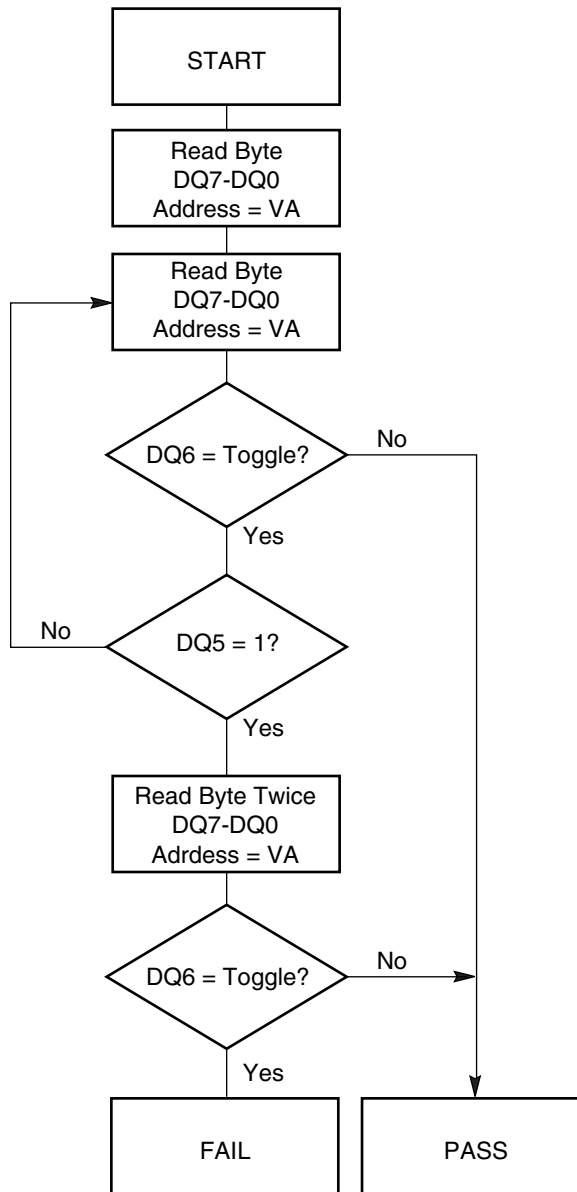 START
Read Byte
DQ7-DQ0
Address = VA
Read Byte
DQ7-DQ0
Address = VA
DQ6 = Toggle?
No
Yes
No
DQ5 = 1?
Yes
Read Byte Twice
DQ7-DQ0
Adrdess = VA
DQ6 = Toggle?
No
Yes
FAIL
PASS